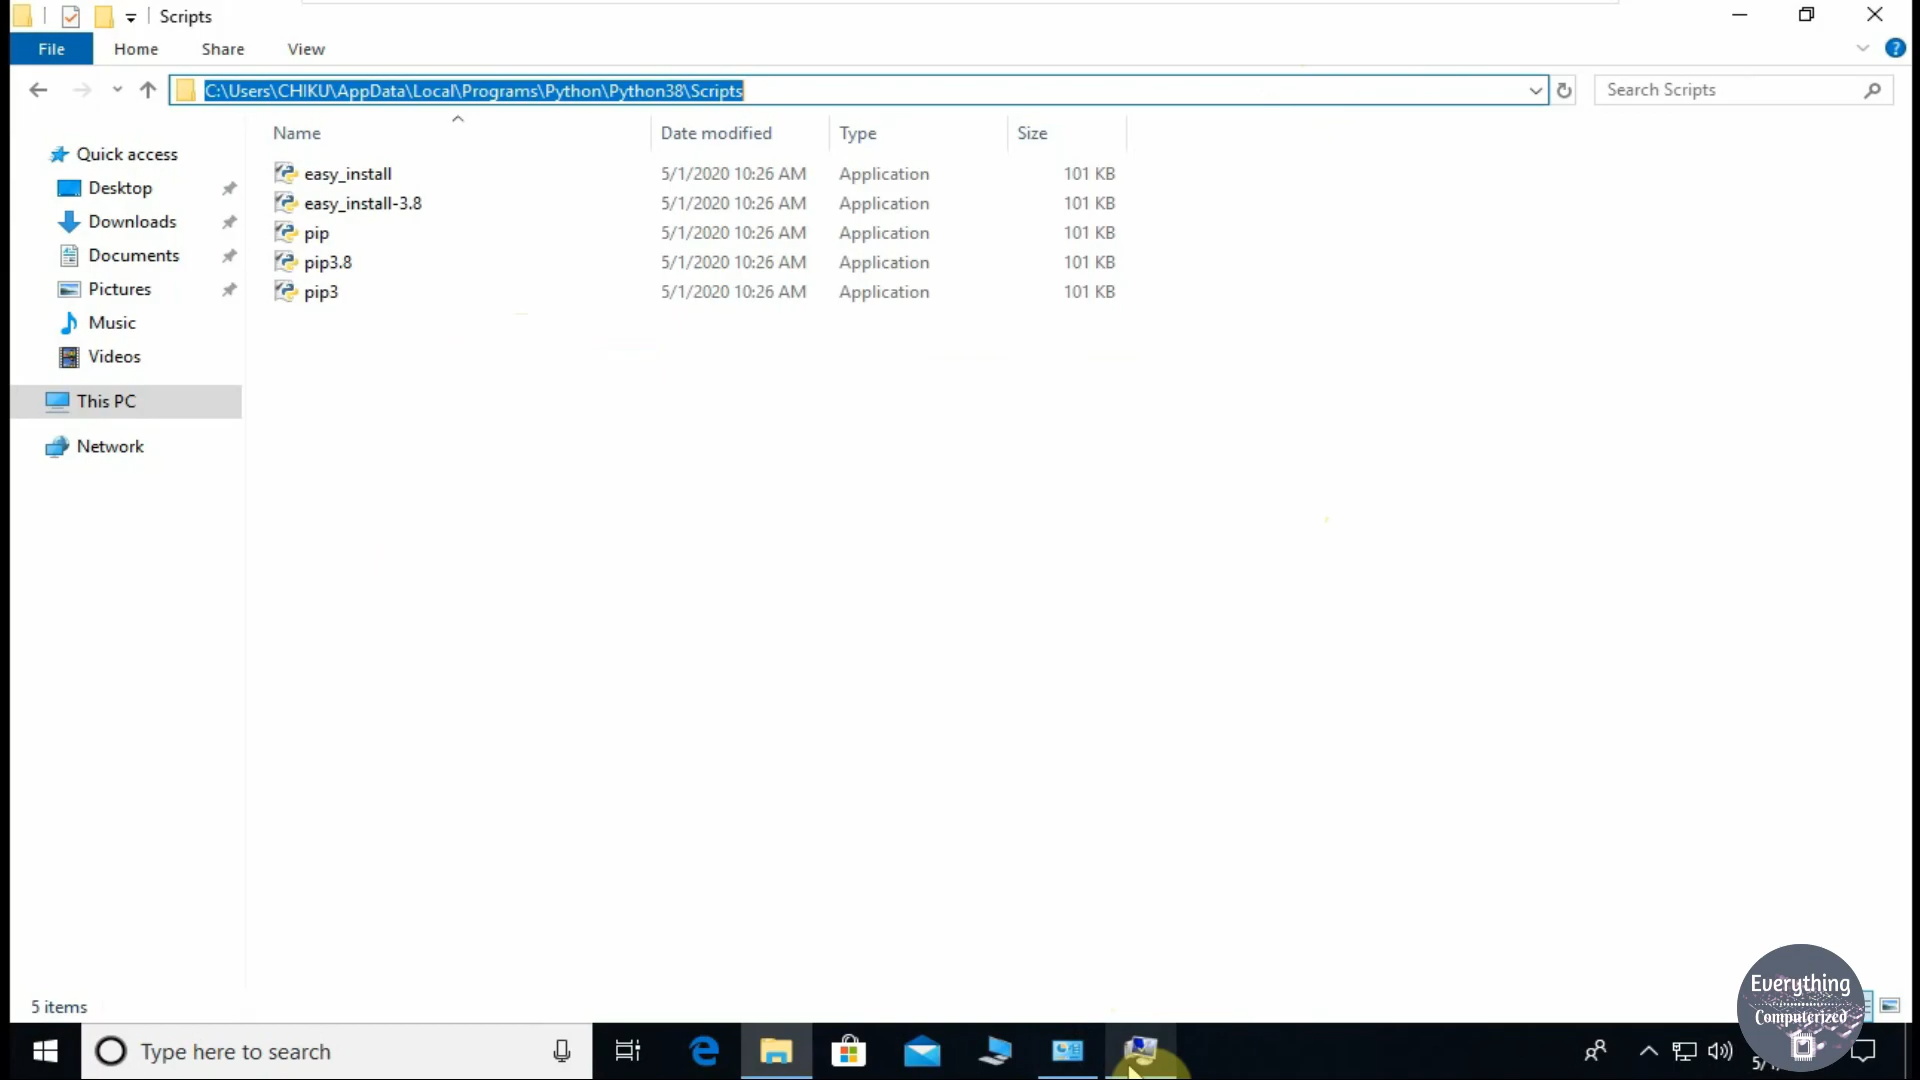 Scripts
File Home Share View
C:\Users\CHIKU\AppData\Local\Programs\Python\Python38\Scripts
Search Scripts
Name Date modified Type Size
easy_install 5/1/2020 10:26 AM Application 101 KB
easy_install-3.8 5/1/2020 10:26 AM Application 101 KB
pip 5/1/2020 10:26 AM Application 101 KB
pip3.8 5/1/2020 10:26 AM Application 101 KB
pip3 5/1/2020 10:26 AM Application 101 KB
Quick access
Desktop
Downloads
Documents
Pictures
Music
Videos
This PC
Network
5 items
Everything
Computerized
Type here to search